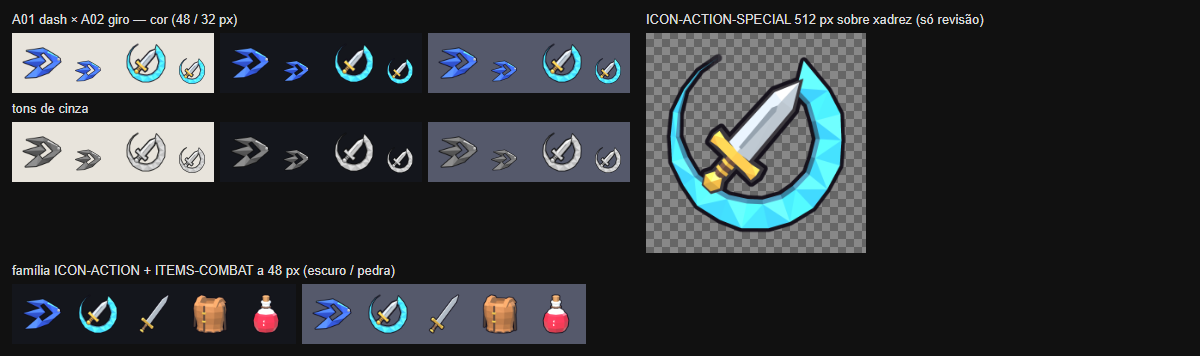 A01 dash × A02 giro — cor (48 / 32 px)
ICON-ACTION-SPECIAL 512 px sobre xadrez (só revisão)
tons de cinza
família ICON-ACTION + ITEMS-COMBAT a 48 px (escuro / pedra)